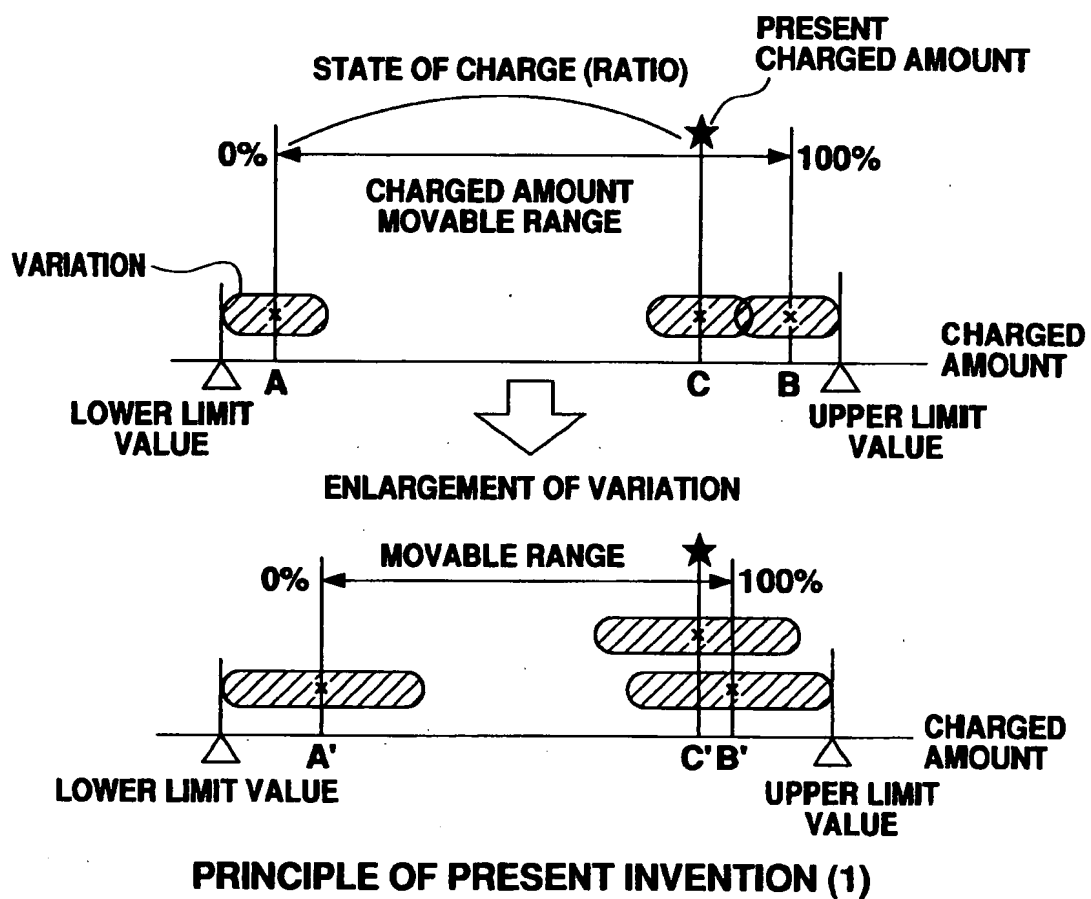 PRESENT
CHARGED AMOUNT
STATE OF CHARGE (RATIO)
0%
100%
CHARGED AMOUNT
MOVABLE RANGE
VARIATION
CHARGED
AMOUNT
A
C
B
LOWER LIMIT
VALUE
UPPER LIMIT
VALUE
ENLARGEMENT OF VARIATION
MOVABLE RANGE
0%
100%
CHARGED
AMOUNT
A'
C'
B'
LOWER LIMIT VALUE
UPPER LIMIT
VALUE
PRINCIPLE OF PRESENT INVENTION (1)